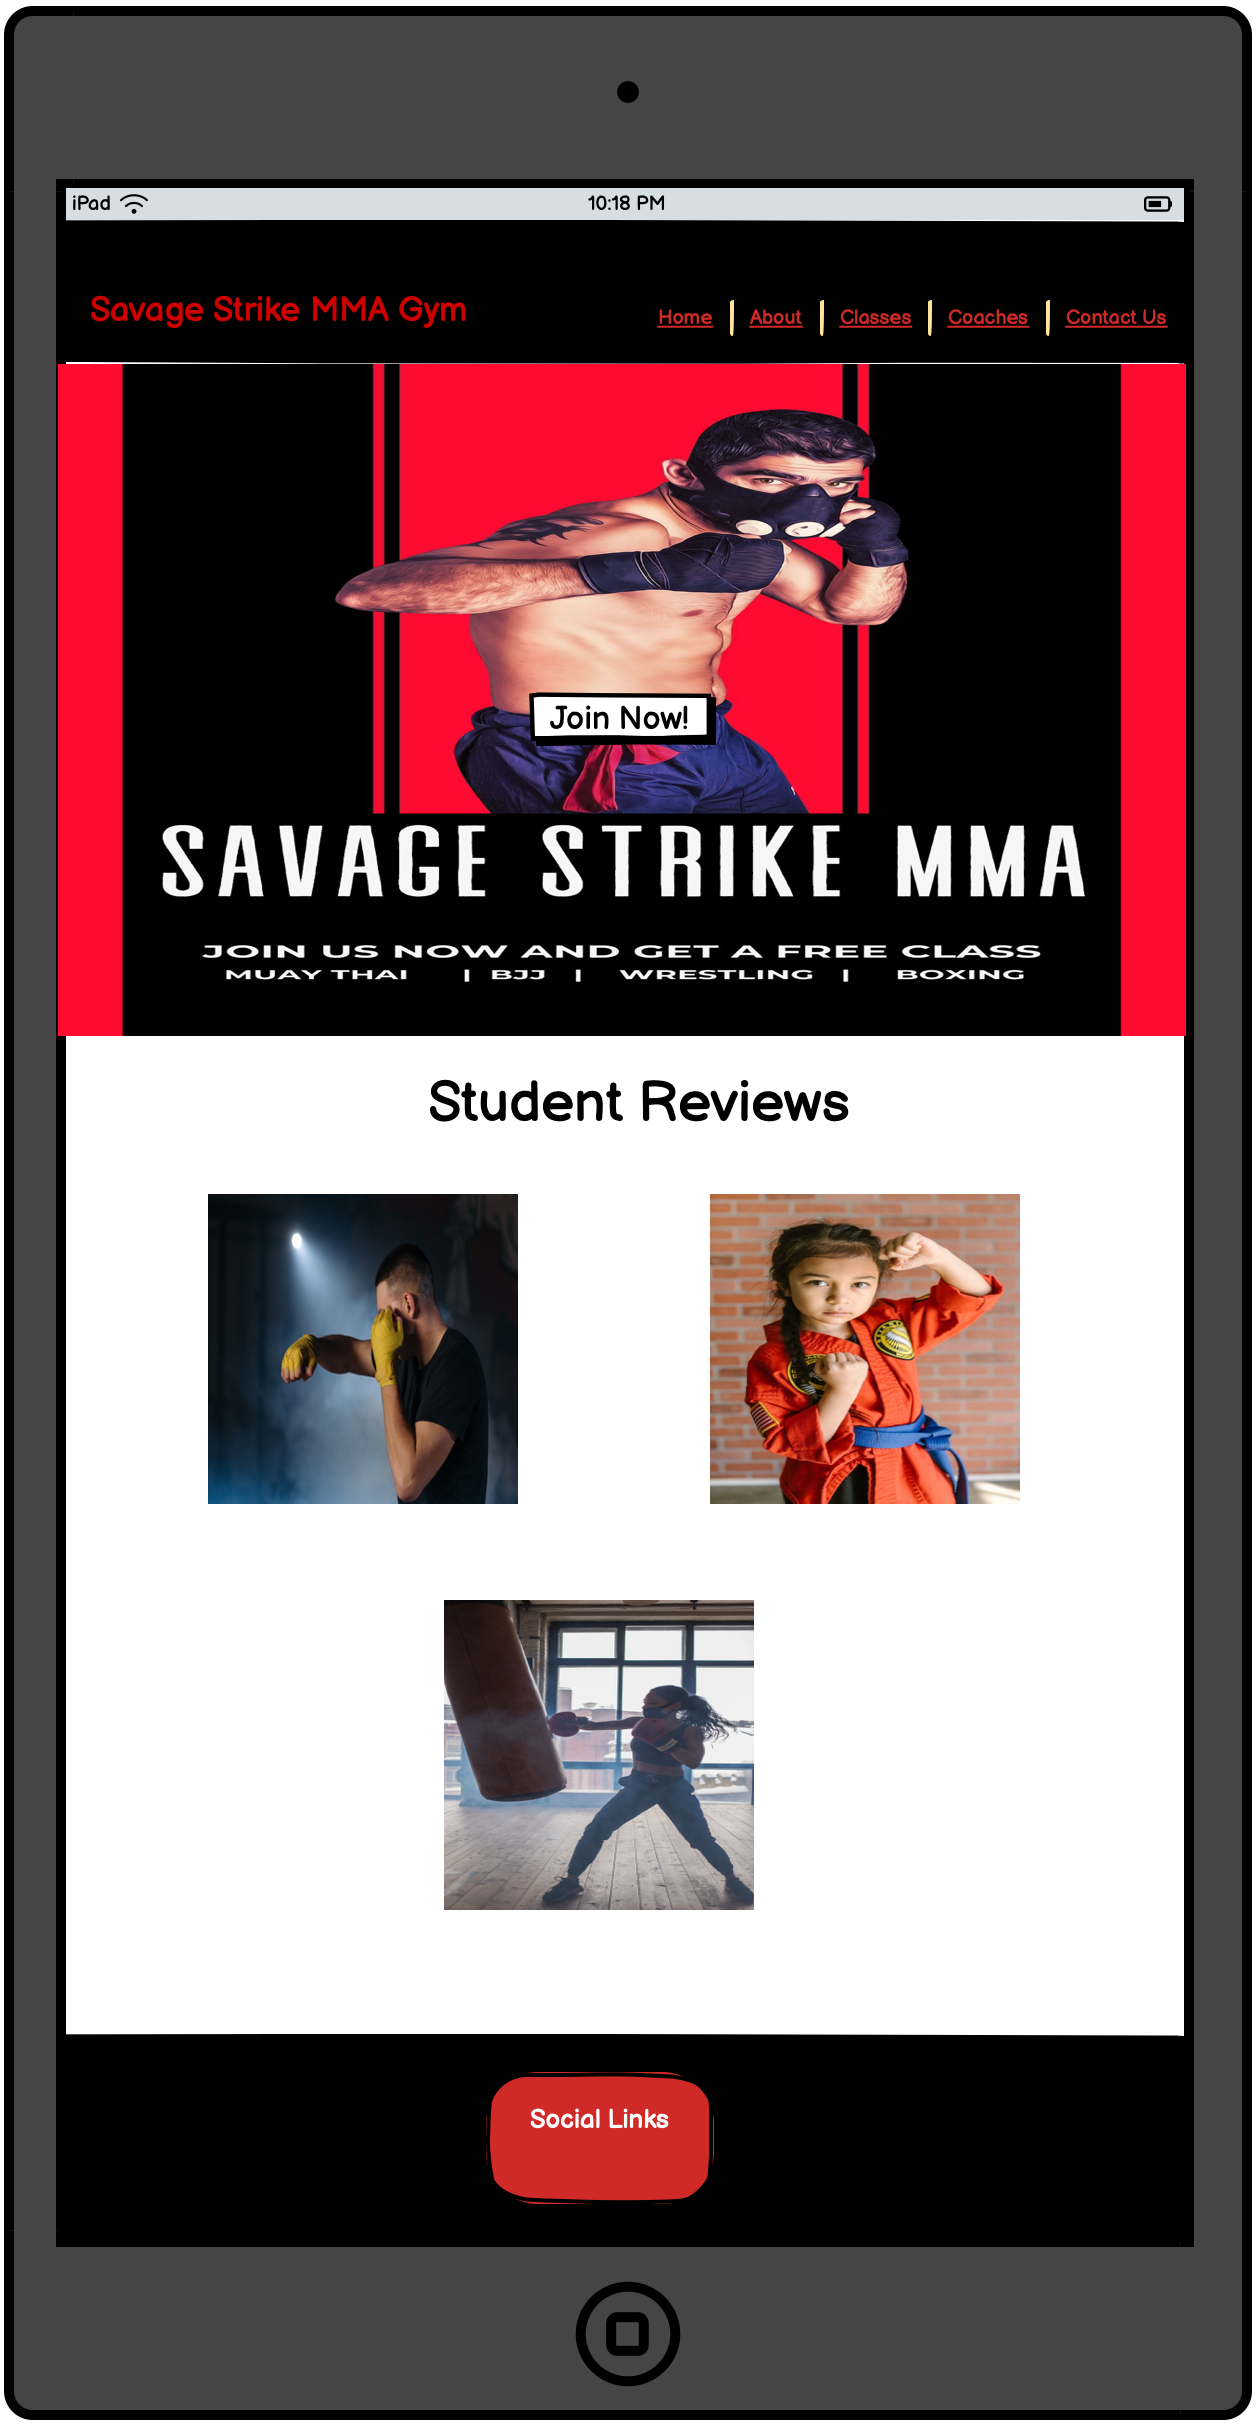 iPad 10:18 PM
Savage Strike MMA Gym
Home About Classes Coaches Contact Us
Join Now!
SAVAGE STRIKE MMA
JOIN US NOW AND GET A FREE CLASS
MUAY THAI | BJJ | WRESTLING | BOXING
Student Reviews
Social Links